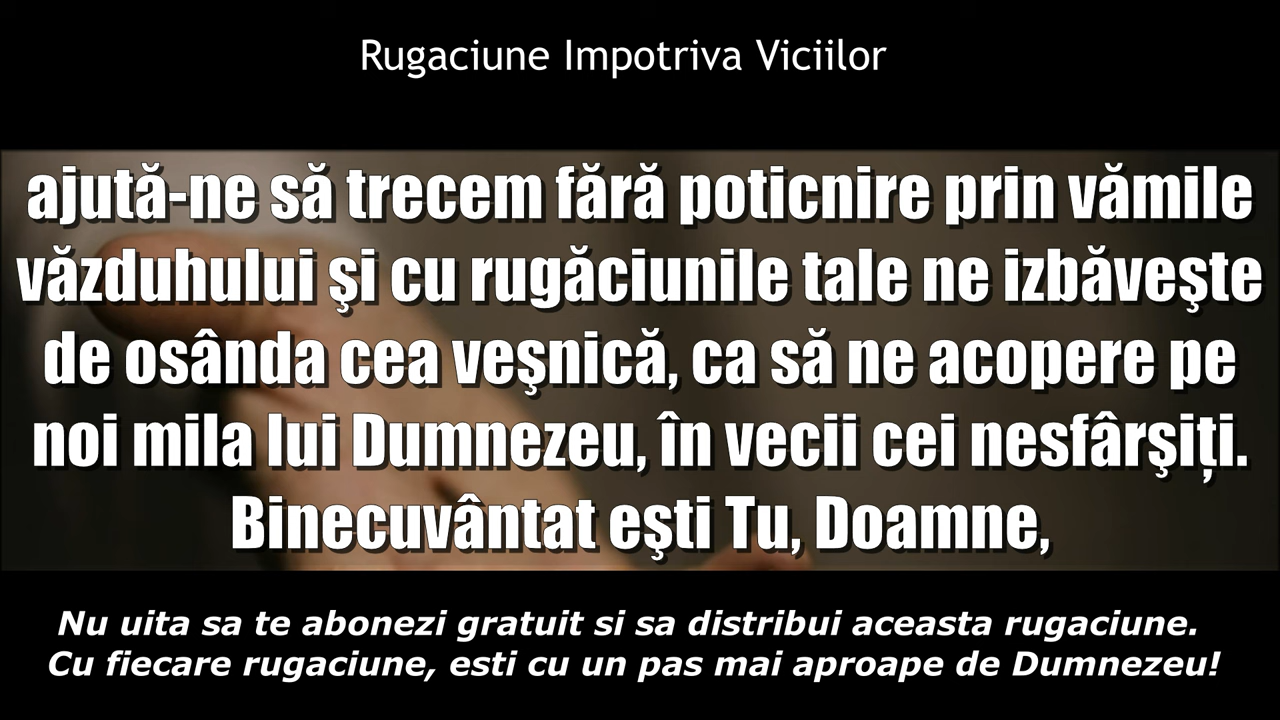 Rugaciune Impotriva Viciilor
ajută-ne să trecem fără poticnire prin vămile
văzduhului şi cu rugăciunile tale ne izbăveşte
de osânda cea veşnică, ca să ne acopere pe
noi mila lui Dumnezeu, în vecii cei nesfârşiți.
Binecuvântat eşti Tu, Doamne,
Nu uita sa te abonezi gratuit si sa distribui aceasta rugaciune.
Cu fiecare rugaciune, esti cu un pas mai aproape de Dumnezeu!